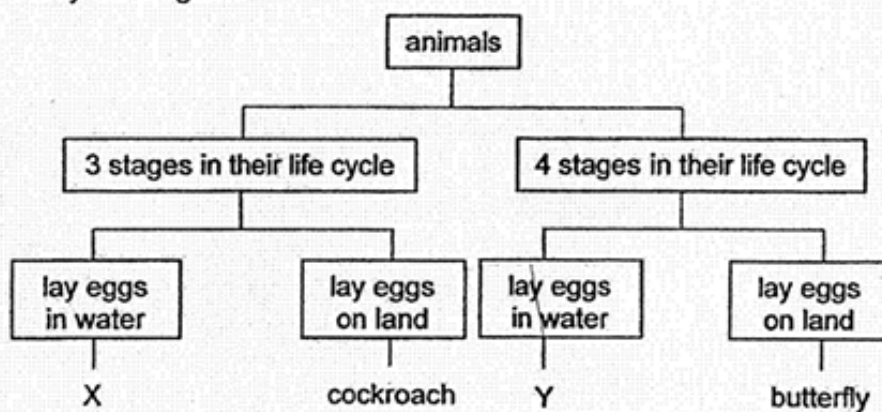 animals
3 stages in their life cycle
4 stages in their life cycle
lay eggs
in water
lay eggs
on land
lay eggs
in water
lay eggs
on land
X
cockroach
Y
butterfly